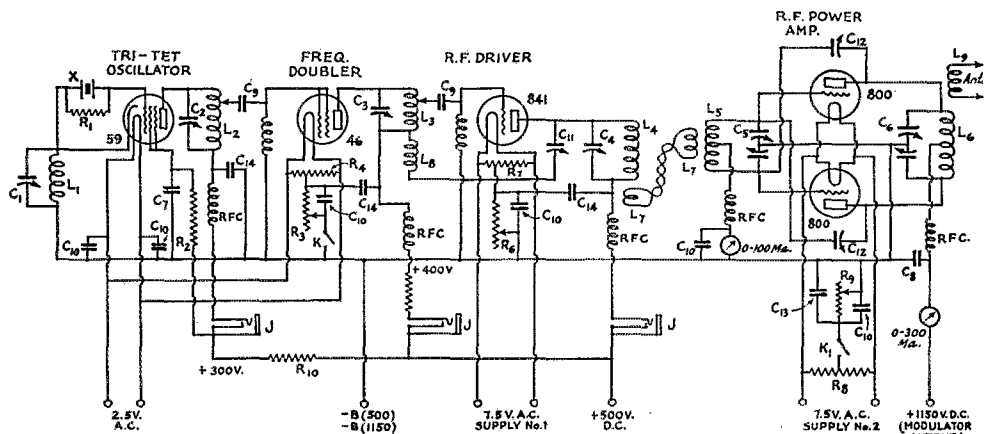 R.F. POWER
AMP.
TRI-TET
OSCILLATOR
FREQ.
DOUBLER
R.F. DRIVER
C12
L9
Ant.
X
R1
59
C2
L2
C9
C14
RFC
L1
C1
C10
C7
C10
R2
46
C3
L3
L8
C9
R4
C14
C10
R3
K1
RFC
+400V.
841
R7
C11
C4
L4
L7
C14
C10
R6
RFC
L5
L7
C5
RFC
C10
0-100Ma.
800
800
C12
C6
L6
RFC.
C8
R9
C13
C10
K1
R8
0-300
Ma.
J
J
J
+300V.
R10
2.5V.
A.C.
-B(500)
-B(1150)
7.5V. A.C.
SUPPLY No.1
+500V.
D.C.
7.5V. A.C.
SUPPLY No.2
+1150V.D.C.
(MODULATOR